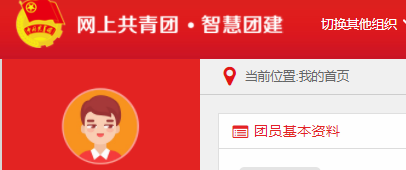 网上共青团·智慧团建
切换其他组织
当前位置:我的首页
团员基本资料